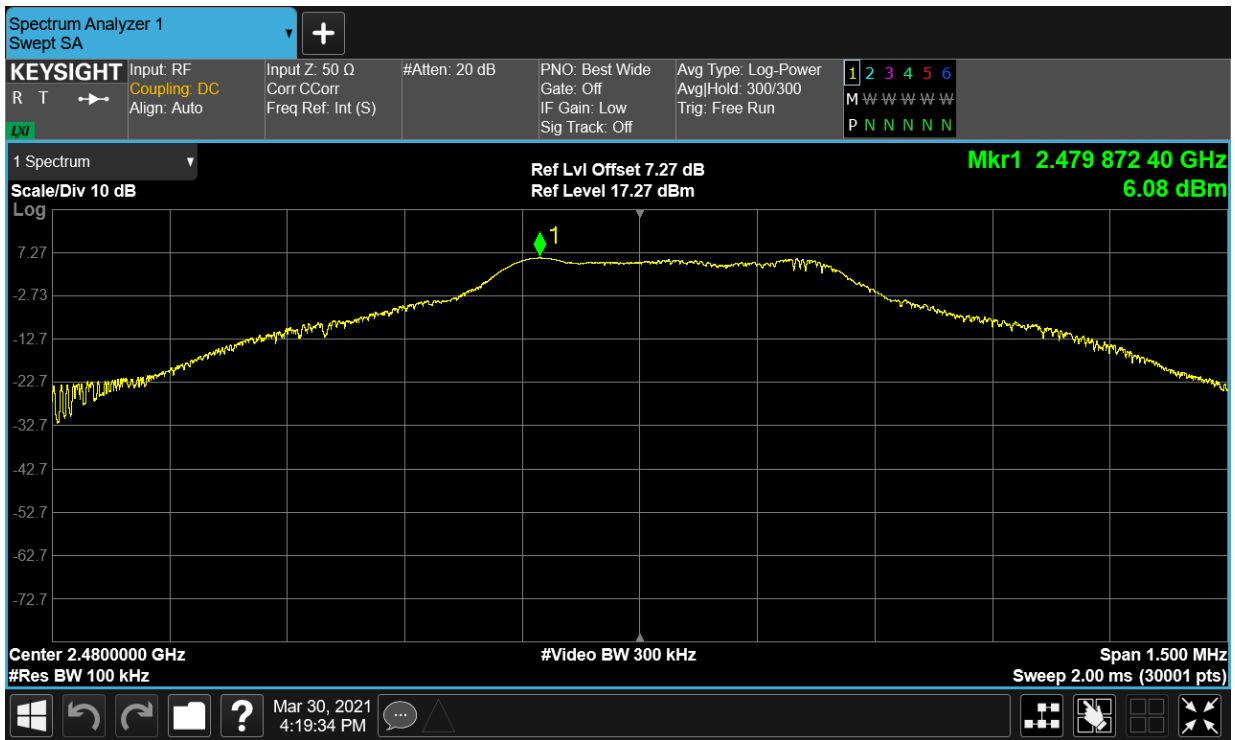 Spectrum Analyzer 1
Swept SA
KEYSIGHT
R T
LXI
Input: RF
Coupling: DC
Align: Auto
Input Z: 50 Ω
Corr CCorr
Freq Ref: Int (S)
#Atten: 20 dB
PNO: Best Wide
Gate: Off
IF Gain: Low
Sig Track: Off
Avg Type: Log-Power
Avg|Hold: 300/300
Trig: Free Run
1 2 3 4 5 6
M W W W W W
P N N N N N
1 Spectrum
Scale/Div 10 dB
Log
Ref Lvl Offset 7.27 dB
Ref Level 17.27 dBm
Mkr1 2.479 872 40 GHz
6.08 dBm
1
7.27
-2.73
-12.7
-22.7
-32.7
-42.7
-52.7
-62.7
-72.7
Center 2.4800000 GHz
#Res BW 100 kHz
#Video BW 300 kHz
Span 1.500 MHz
Sweep 2.00 ms (30001 pts)
?
Mar 30, 2021
4:19:34 PM